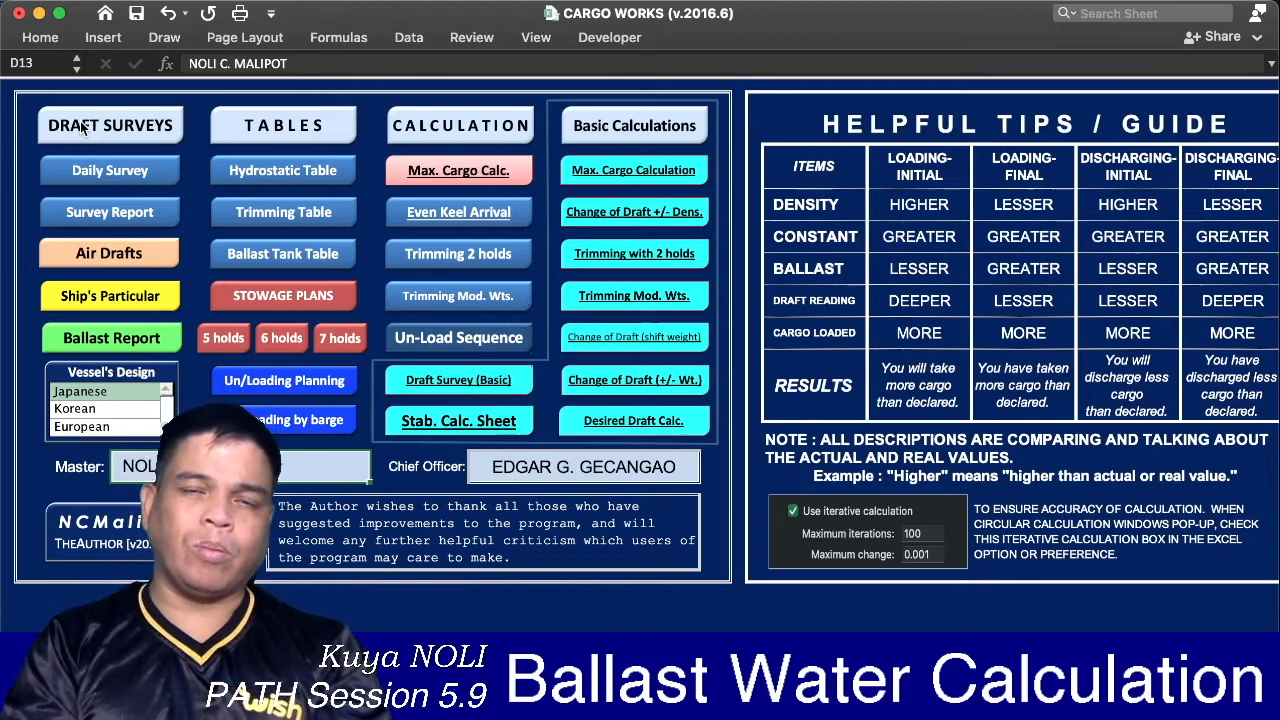 CARGO WORKS (v.2016.6)
Search Sheet
Home Insert Draw Page Layout Formulas Data Review View Developer
Share
D13
fx NOLI C. MALIPOT
DRAFT SURVEYS
TABLES
CALCULATION
Basic Calculations
Daily Survey
Hydrostatic Table
Max. Cargo Calc.
Max. Cargo Calculation
Survey Report
Trimming Table
Even Keel Arrival
Change of Draft +/- Dens.
Air Drafts
Ballast Tank Table
Trimming 2 holds
Trimming with 2 holds
Ship's Particular
STOWAGE PLANS
Trimming Mod. Wts.
Trimming Mod. Wts.
Ballast Report
5 holds
6 holds
7 holds
Un-Load Sequence
Change of Draft (shift weight)
Vessel's Design
Japanese
Korean
European
Un/Loading Planning
Draft Survey (Basic)
Change of Draft (+/- Wt.)
ading by barge
Stab. Calc. Sheet
Desired Draft Calc.
Master: NOL
Chief Officer: EDGAR G. GECANGAO
NCMali
TheAuthor [v20
The Author wishes to thank all those who have
suggested improvements to the program, and will
welcome any further helpful criticism which users of
the program may care to make.
HELPFUL TIPS / GUIDE
ITEMS
LOADING-
INITIAL
LOADING-
FINAL
DISCHARGING-
INITIAL
DISCHARGING-
FINAL
DENSITY HIGHER LESSER HIGHER LESSER
CONSTANT GREATER GREATER GREATER GREATER
BALLAST LESSER GREATER LESSER GREATER
DRAFT READING DEEPER LESSER LESSER DEEPER
CARGO LOADED MORE MORE MORE MORE
RESULTS
You will take
more cargo
than declared.
You have taken
more cargo than
declared.
You will
discharge less
cargo
than declared.
You have
discharged less
cargo
than declared.
NOTE : ALL DESCRIPTIONS ARE COMPARING AND TALKING ABOUT
THE ACTUAL AND REAL VALUES.
Example : "Higher" means "higher than actual or real value."
Use iterative calculation
Maximum iterations: 100
Maximum change: 0.001
TO ENSURE ACCURACY OF CALCULATION. WHEN
CIRCULAR CALCULATION WINDOWS POP-UP, CHECK
THIS ITERATIVE CALCULATION BOX IN THE EXCEL
OPTION OR PREFERENCE.
Kuya NOLI
PATH Session 5.9
Ballast Water Calculation
wish